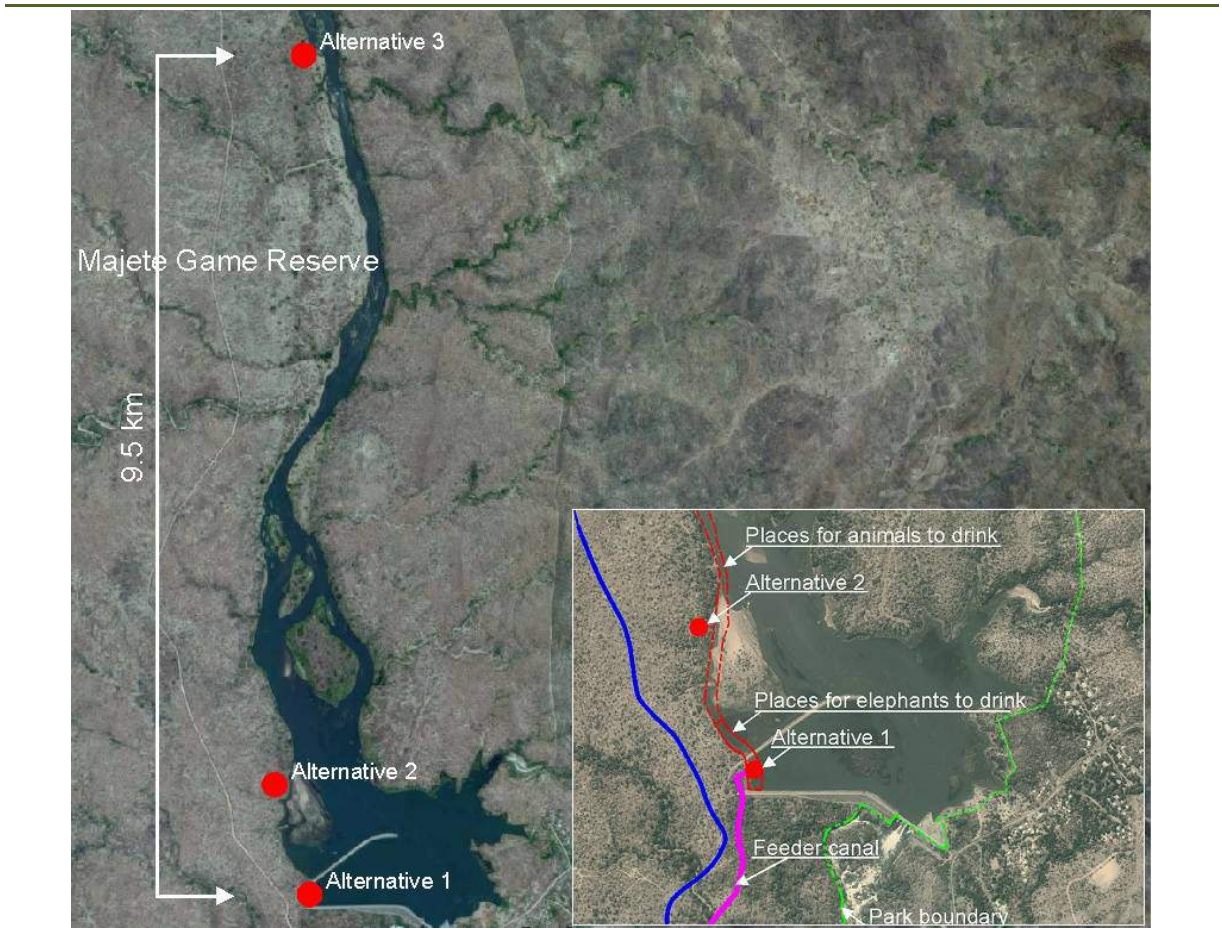 Alternative 3
Majete Game Reserve
9.5 km
Alternative 2
Alternative 1
Places for animals to drink
Alternative 2
Places for elephants to drink
Alternative 1
Feeder canal
Park boundary